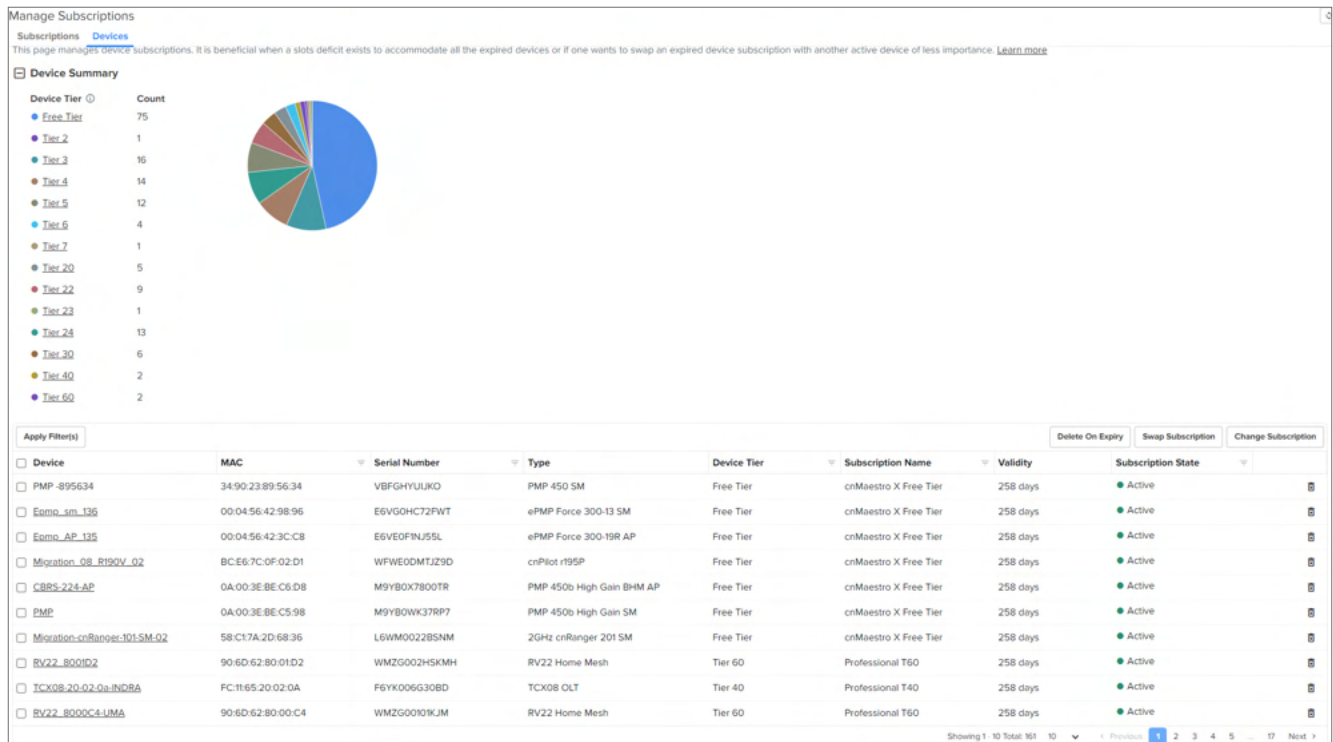 Manage Subscriptions
Subscriptions Devices
This page manages device subscriptions. It is beneficial when a slots deficit exists to accommodate all the expired devices or if one wants to swap an expired device subscription with another active device of less importance. Learn more
Device Summary
Device Tier Count
Free Tier 75
Tier 2 1
Tier 3 16
Tier 4 14
Tier 5 12
Tier 6 4
Tier 7 1
Tier 20 5
Tier 22 9
Tier 23 1
Tier 24 13
Tier 30 6
Tier 40 2
Tier 60 2
Apply Filter(s) Delete On Expiry Swap Subscription Change Subscription
Device MAC Serial Number Type Device Tier Subscription Name Validity Subscription State
PMP -895634 34:90:23:89:56:34 VBFGHYUIJKO PMP 450 SM Free Tier cnMaestro X Free Tier 258 days Active
Epmp_sm_136 00:04:56:42:98:96 E6VG0HC72FWT ePMP Force 300-13 SM Free Tier cnMaestro X Free Tier 258 days Active
Epmp_AP_135 00:04:56:42:3C:C8 E6VE0F1NJ55L ePMP Force 300-19R AP Free Tier cnMaestro X Free Tier 258 days Active
Migration_08_R190V_02 BC:E6:7C:0F:02:D1 WFWE0DMTJZ9D cnPilot r195P Free Tier cnMaestro X Free Tier 258 days Active
CBRS-224-AP 0A:00:3E:BE:C6:D8 M9YB0X7800TR PMP 450b High Gain BHM AP Free Tier cnMaestro X Free Tier 258 days Active
PMP 0A:00:3E:BE:C5:98 M9YB0WK37RP7 PMP 450b High Gain SM Free Tier cnMaestro X Free Tier 258 days Active
Migration-cnRanger-101-SM-02 58:C1:7A:2D:68:36 L6WM0022BSNM 2GHz cnRanger 201 SM Free Tier cnMaestro X Free Tier 258 days Active
RV22_8001D2 90:6D:62:80:01:D2 WMZG002HSKMH RV22 Home Mesh Tier 60 Professional T60 258 days Active
TCX08-20-02-0a-INDRA FC:11:65:20:02:0A F6YK006G30BD TCX08 OLT Tier 40 Professional T40 258 days Active
RV22_8000C4-UMA 90:6D:62:80:00:C4 WMZG00101KJM RV22 Home Mesh Tier 60 Professional T60 258 days Active
Showing 1 - 10 Total: 161 10 < Previous 1 2 3 4 5 ... 17 Next >